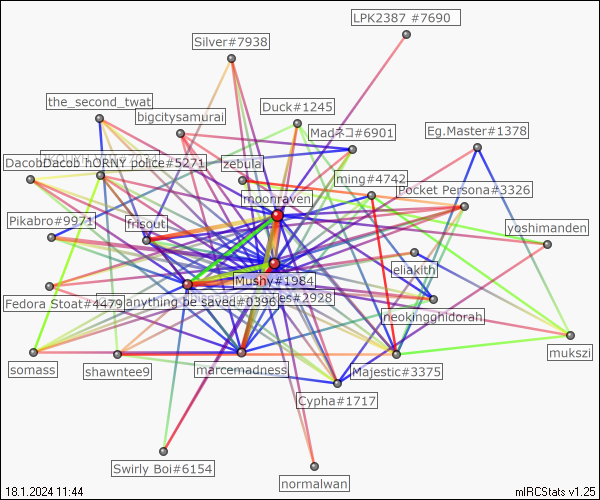 LPK2387 #7690
Silver#7938
the_second_twat
Duck#1245
bigcitysamurai
Madネコ#6901
Eg.Master#1378
DacobDacob
hORNY police#5271
zebula
ming#4742
Pocket Persona#3326
moonraven
Pikabro#9971
frisout
yoshimanden
eliakith
Mushy#1984
Fedora Stoat#4479
anything be saved#0396
es#2928
neokingghidorah
mukszi
somass
shawntee9
marcemadness
Majestic#3375
Cypha#1717
Swirly Boi#6154
normalwan
18.1.2024 11:44
mIRCStats v1.25